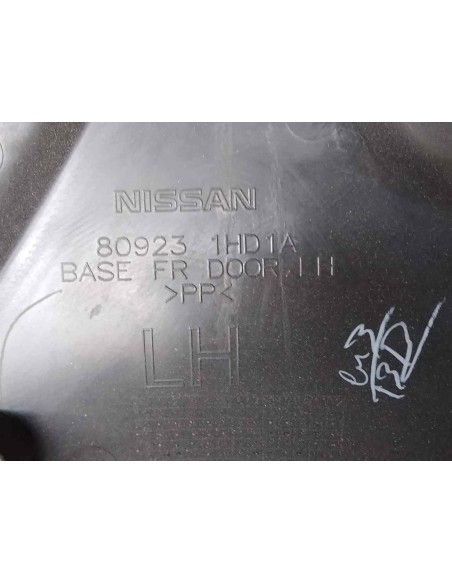 NISSAN
80923 1HD1A
BASE FR DOOR,LH
>PP<
LH